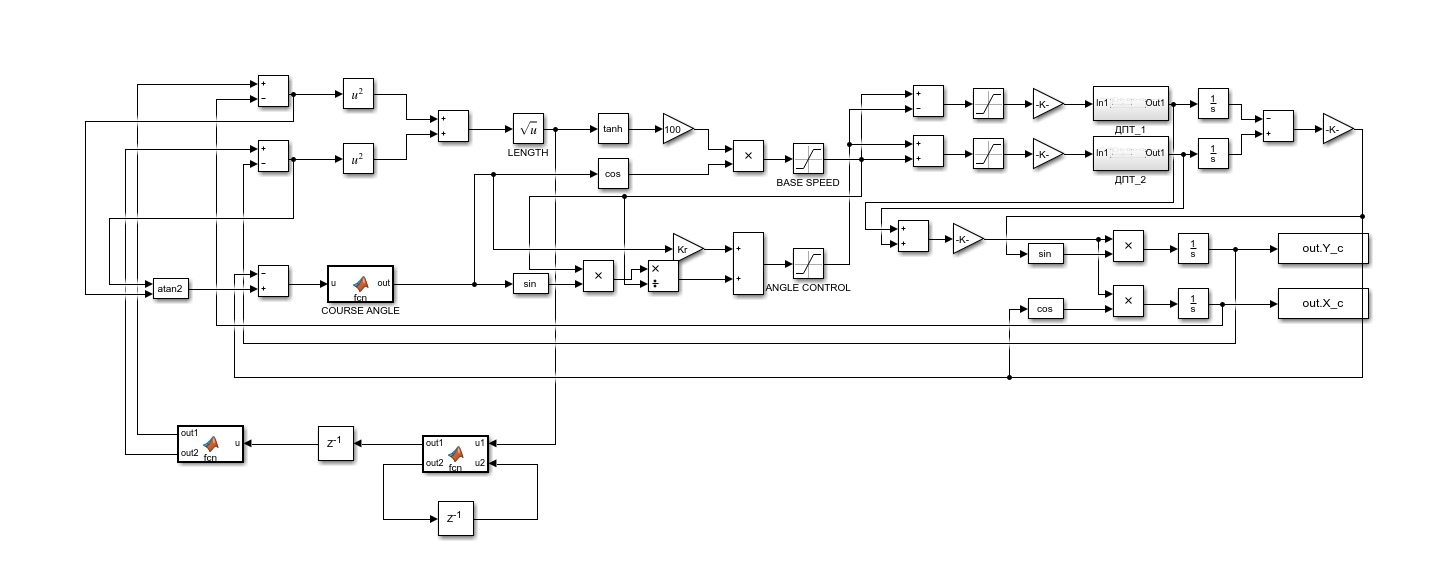 +
−
u²
+
+
√u
LENGTH
tanh
100
×
BASE SPEED
+
−
-K-
In1
Out1
ДПТ_1
1
s
−
+
-K-
+
−
u²
cos
+
+
-K-
In1
Out1
ДПТ_2
1
s
+
+
-K-
×
1
s
out.Y_c
sin
Kr
+
+
ANGLE CONTROL
atan2
−
+
u
out
fcn
COURSE ANGLE
sin
×
×
÷
cos
×
1
s
out.X_c
out1
out2
u
fcn
Z-1
out1
out2
u1
u2
fcn
Z-1